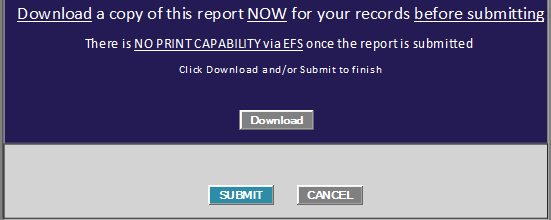 Download a copy of this report NOW for your records before submitting
There is NO PRINT CAPABILITY via EFS once the report is submitted
Click Download and/or Submit to finish
Download
SUBMIT CANCEL